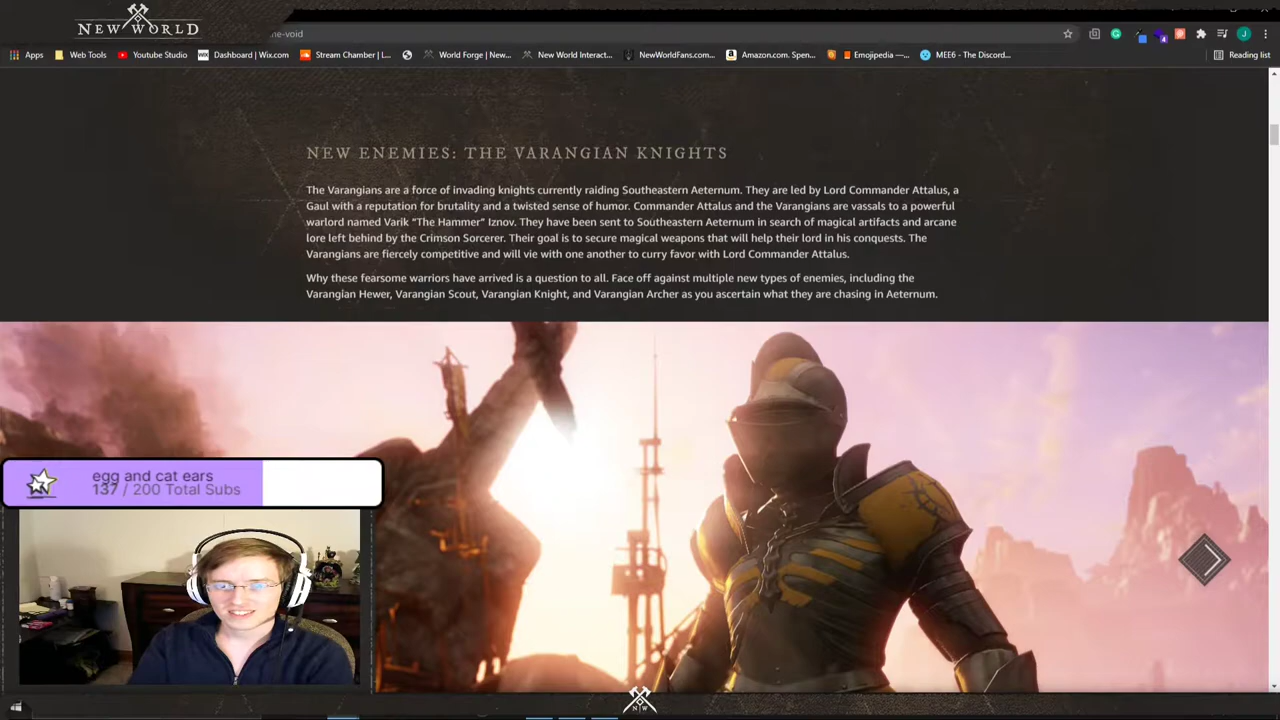 NEW WORLD
ne-void
Apps
Web Tools
Youtube Studio
WIX
Dashboard | Wix.com
Stream Chamber | L...
World Forge | New...
New World Interact...
NewWorldFans.com...
Amazon.com. Spen...
Emojipedia —...
MEE6 - The Discord...
Reading list
J
4
NEW ENEMIES: THE VARANGIAN KNIGHTS
The Varangians are a force of invading knights currently raiding Southeastern Aeternum. They are led by Lord Commander Attalus, a
Gaul with a reputation for brutality and a twisted sense of humor. Commander Attalus and the Varangians are vassals to a powerful
warlord named Varik “The Hammer” Iznov. They have been sent to Southeastern Aeternum in search of magical artifacts and arcane
lore left behind by the Crimson Sorcerer. Their goal is to secure magical weapons that will help their lord in his conquests. The
Varangians are fiercely competitive and will vie with one another to curry favor with Lord Commander Attalus.
Why these fearsome warriors have arrived is a question to all. Face off against multiple new types of enemies, including the
Varangian Hewer, Varangian Scout, Varangian Knight, and Varangian Archer as you ascertain what they are chasing in Aeternum.
egg and cat ears
137 / 200 Total Subs
N W